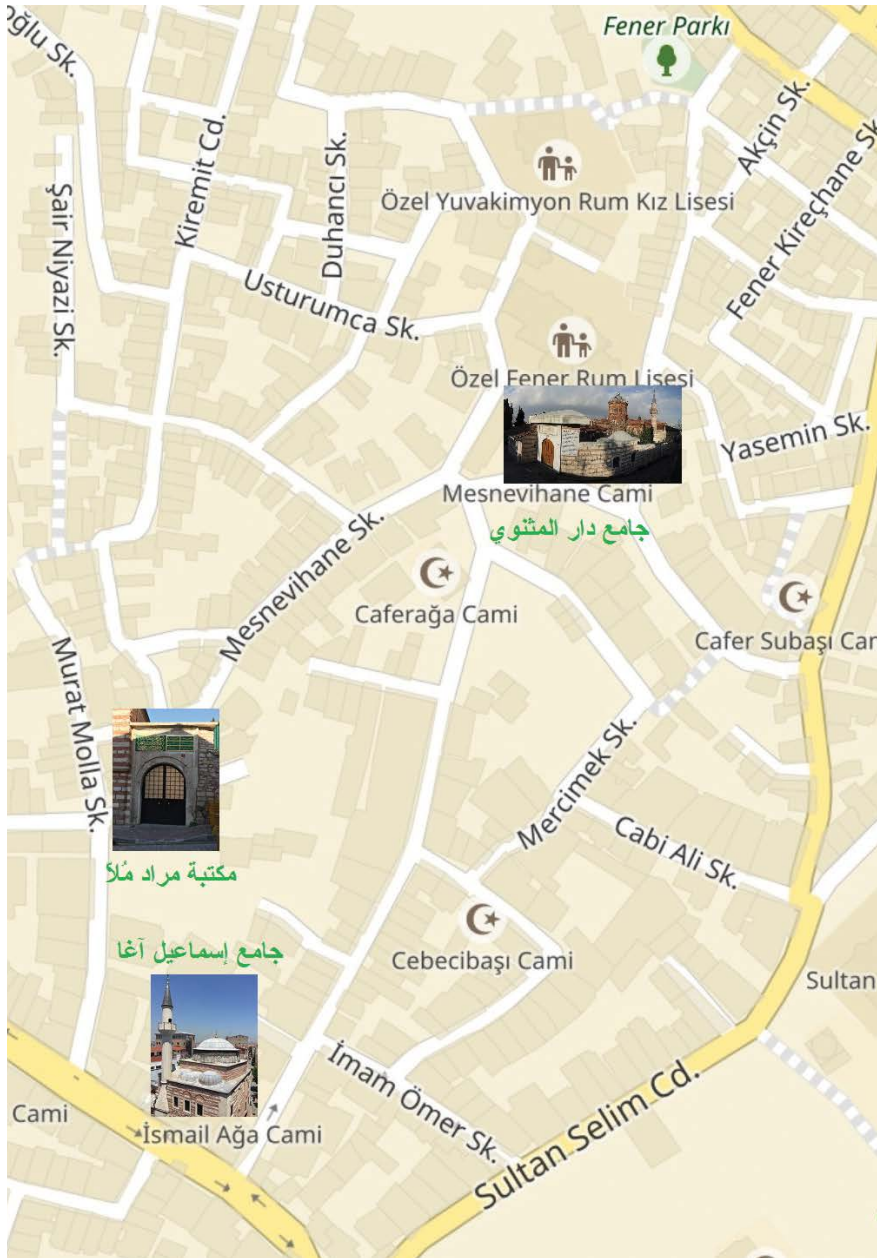 oğlu Sk.
Fener Parkı
Akçin Sk.
Kiremit Cd.
Duhancı Sk.
Şair Niyazi Sk.
Özel Yuvakimyon Rum Kız Lisesi
Fener Kireçhane Sk
Usturumca Sk.
Özel Fener Rum Lisesi
Yasemin Sk.
Mesnevihane Cami
جامع دار المثنوي
Mesnevihane Sk.
Caferağa Cami
Cafer Subaşı Cam
Murat Molla Sk.
Mercimek Sk.
Cabi Ali Sk.
مكتبة مراد مُلاّ
Cebecibaşı Cami
جامع إسماعيل آغا
Sultan
İmam Ömer Sk.
Sultan Selim Cd.
Cami
İsmail Ağa Cami